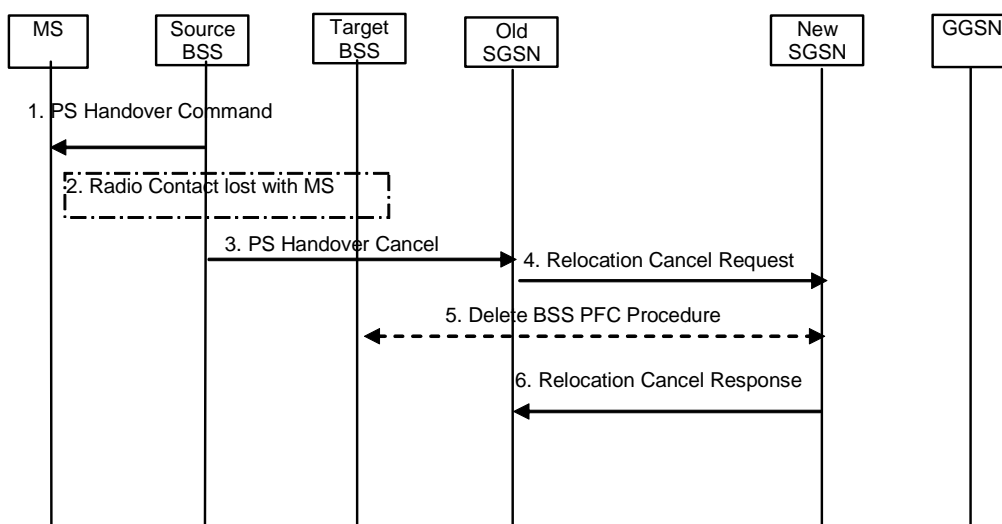 MS
Source
BSS
Target
BSS
Old
SGSN
New
SGSN
GGSN
1. PS Handover Command
2. Radio Contact lost with MS
3. PS Handover Cancel
4. Relocation Cancel Request
5. Delete BSS PFC Procedure
6. Relocation Cancel Response